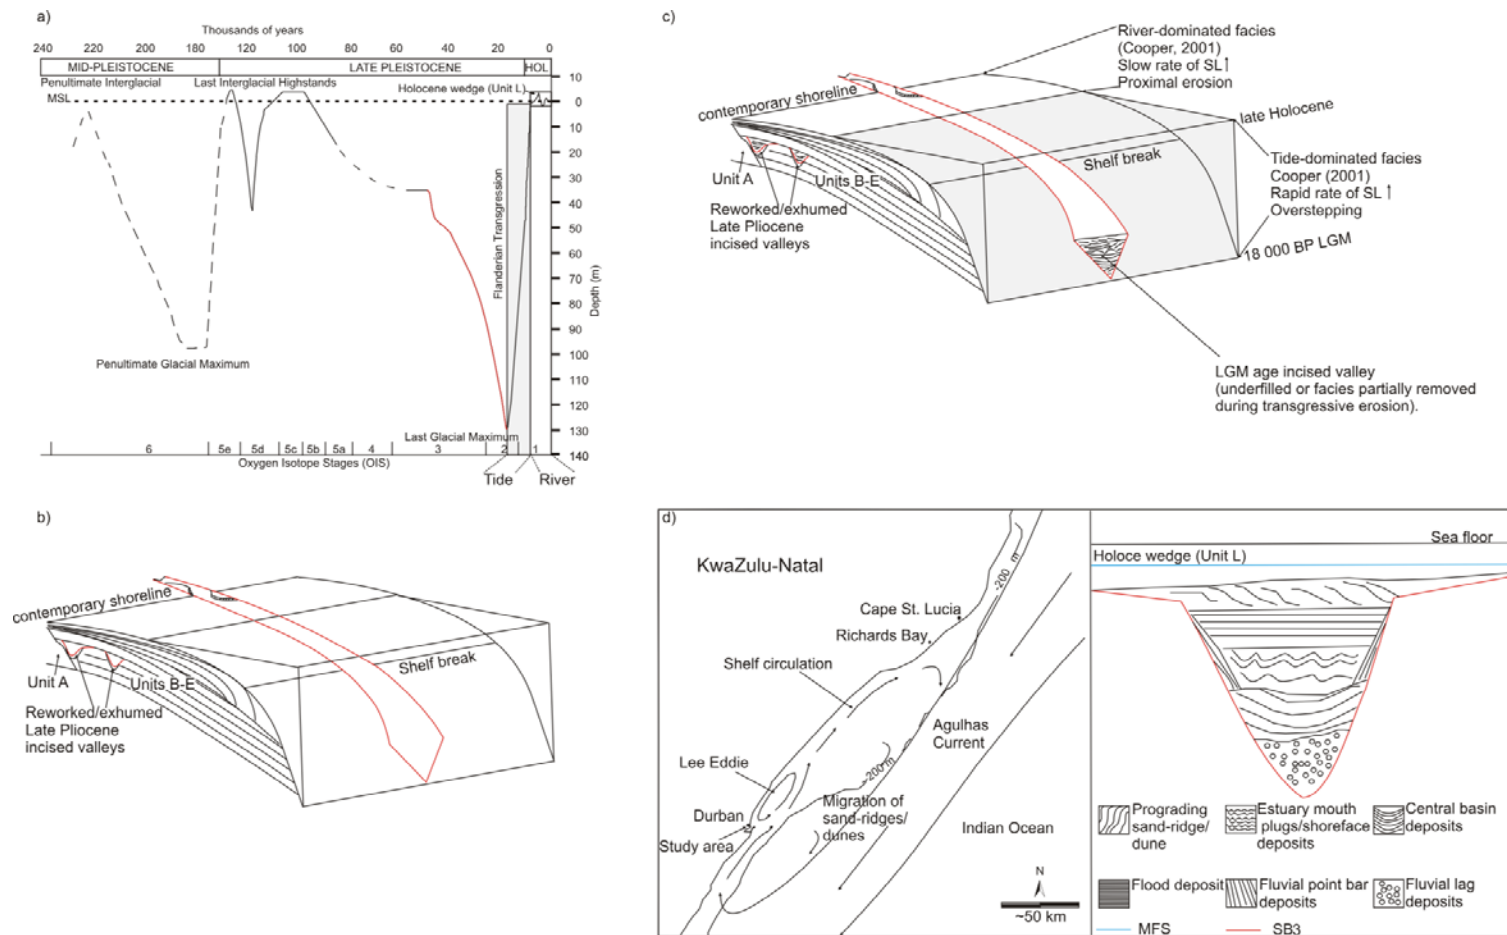 a)
Thousands of years
240 220 200 180 120 100 80 60 40 20 0
MID-PLEISTOCENE LATE PLEISTOCENE HOL
Penultimate Interglacial Last Interglacial Highstands
Holocene wedge (Unit L)
MSL
10
0
10
20
30
40
50
60
70
80
90
100
110
120
130
140
Depth (m)
Flanderian Transgression
Penultimate Glacial Maximum
Last Glacial Maximum
6 5e 5d 5c 5b 5a 4 3 2 1
Oxygen Isotope Stages (OIS)
Tide River
b)
contemporary shoreline
Shelf break
Unit A Units B-E
Reworked/exhumed
Late Pliocene
incised valleys
c)
River-dominated facies
(Cooper, 2001)
Slow rate of SL↑
Proximal erosion
contemporary shoreline
late Holocene
Shelf break
Tide-dominated facies
Cooper (2001)
Rapid rate of SL↑
Overstepping
Unit A Units B-E
Reworked/exhumed
Late Pliocene
incised valleys
18 000 BP LGM
LGM age incised valley
(underfilled or facies partially removed
during transgressive erosion).
d)
KwaZulu-Natal
-200 m
Cape St. Lucia
Richards Bay
Shelf circulation
Agulhas
Current
Lee Eddie
-200 m
Migration of
sand-ridges/
dunes
Durban
Study area
Indian Ocean
N
~50 km
Sea floor
Holoce wedge (Unit L)
Prograding
sand-ridge/
dune
Estuary mouth
plugs/shoreface
deposits
Central basin
deposits
Flood deposit
Fluvial point bar
deposits
Fluvial lag
deposits
MFS SB3